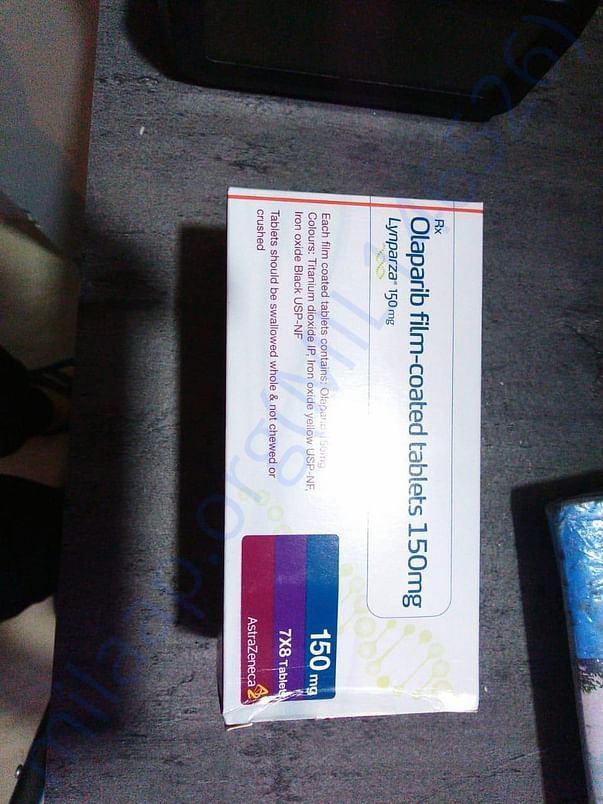 Rx
Olaparib film-coated tablets 150mg
Lynparza® 150 mg
Each film coated tablets contains: Olaparib 150mg
Colours: Titanium dioxide IP, Iron oxide yellow USP-NF,
Iron oxide Black USP-NF
Tablets should be swallowed whole & not chewed or
crushed
150 mg
7X8 Tablets
AstraZeneca